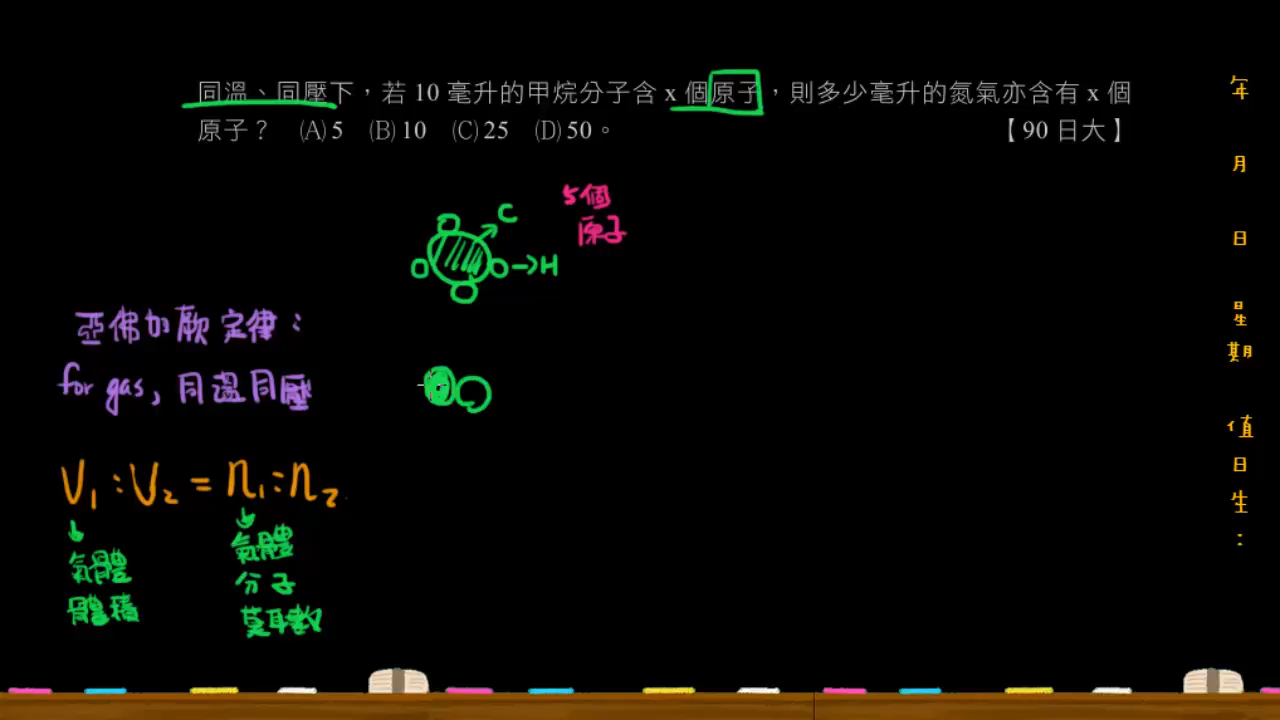 同溫、同壓下，若 10 毫升的甲烷分子含 x 個原子，則多少毫升的氮氣亦含有 x 個
原子？ (A) 5 (B) 10 (C) 25 (D) 50。 【90 日大】
C
H
5個
原子
亞佛加厥定律：
for gas, 同溫同壓
V₁ : V₂ = n₁ : n₂
氣體
體積
氣體
分子
莫耳數
年
月
日
星
期
值
日
生
：